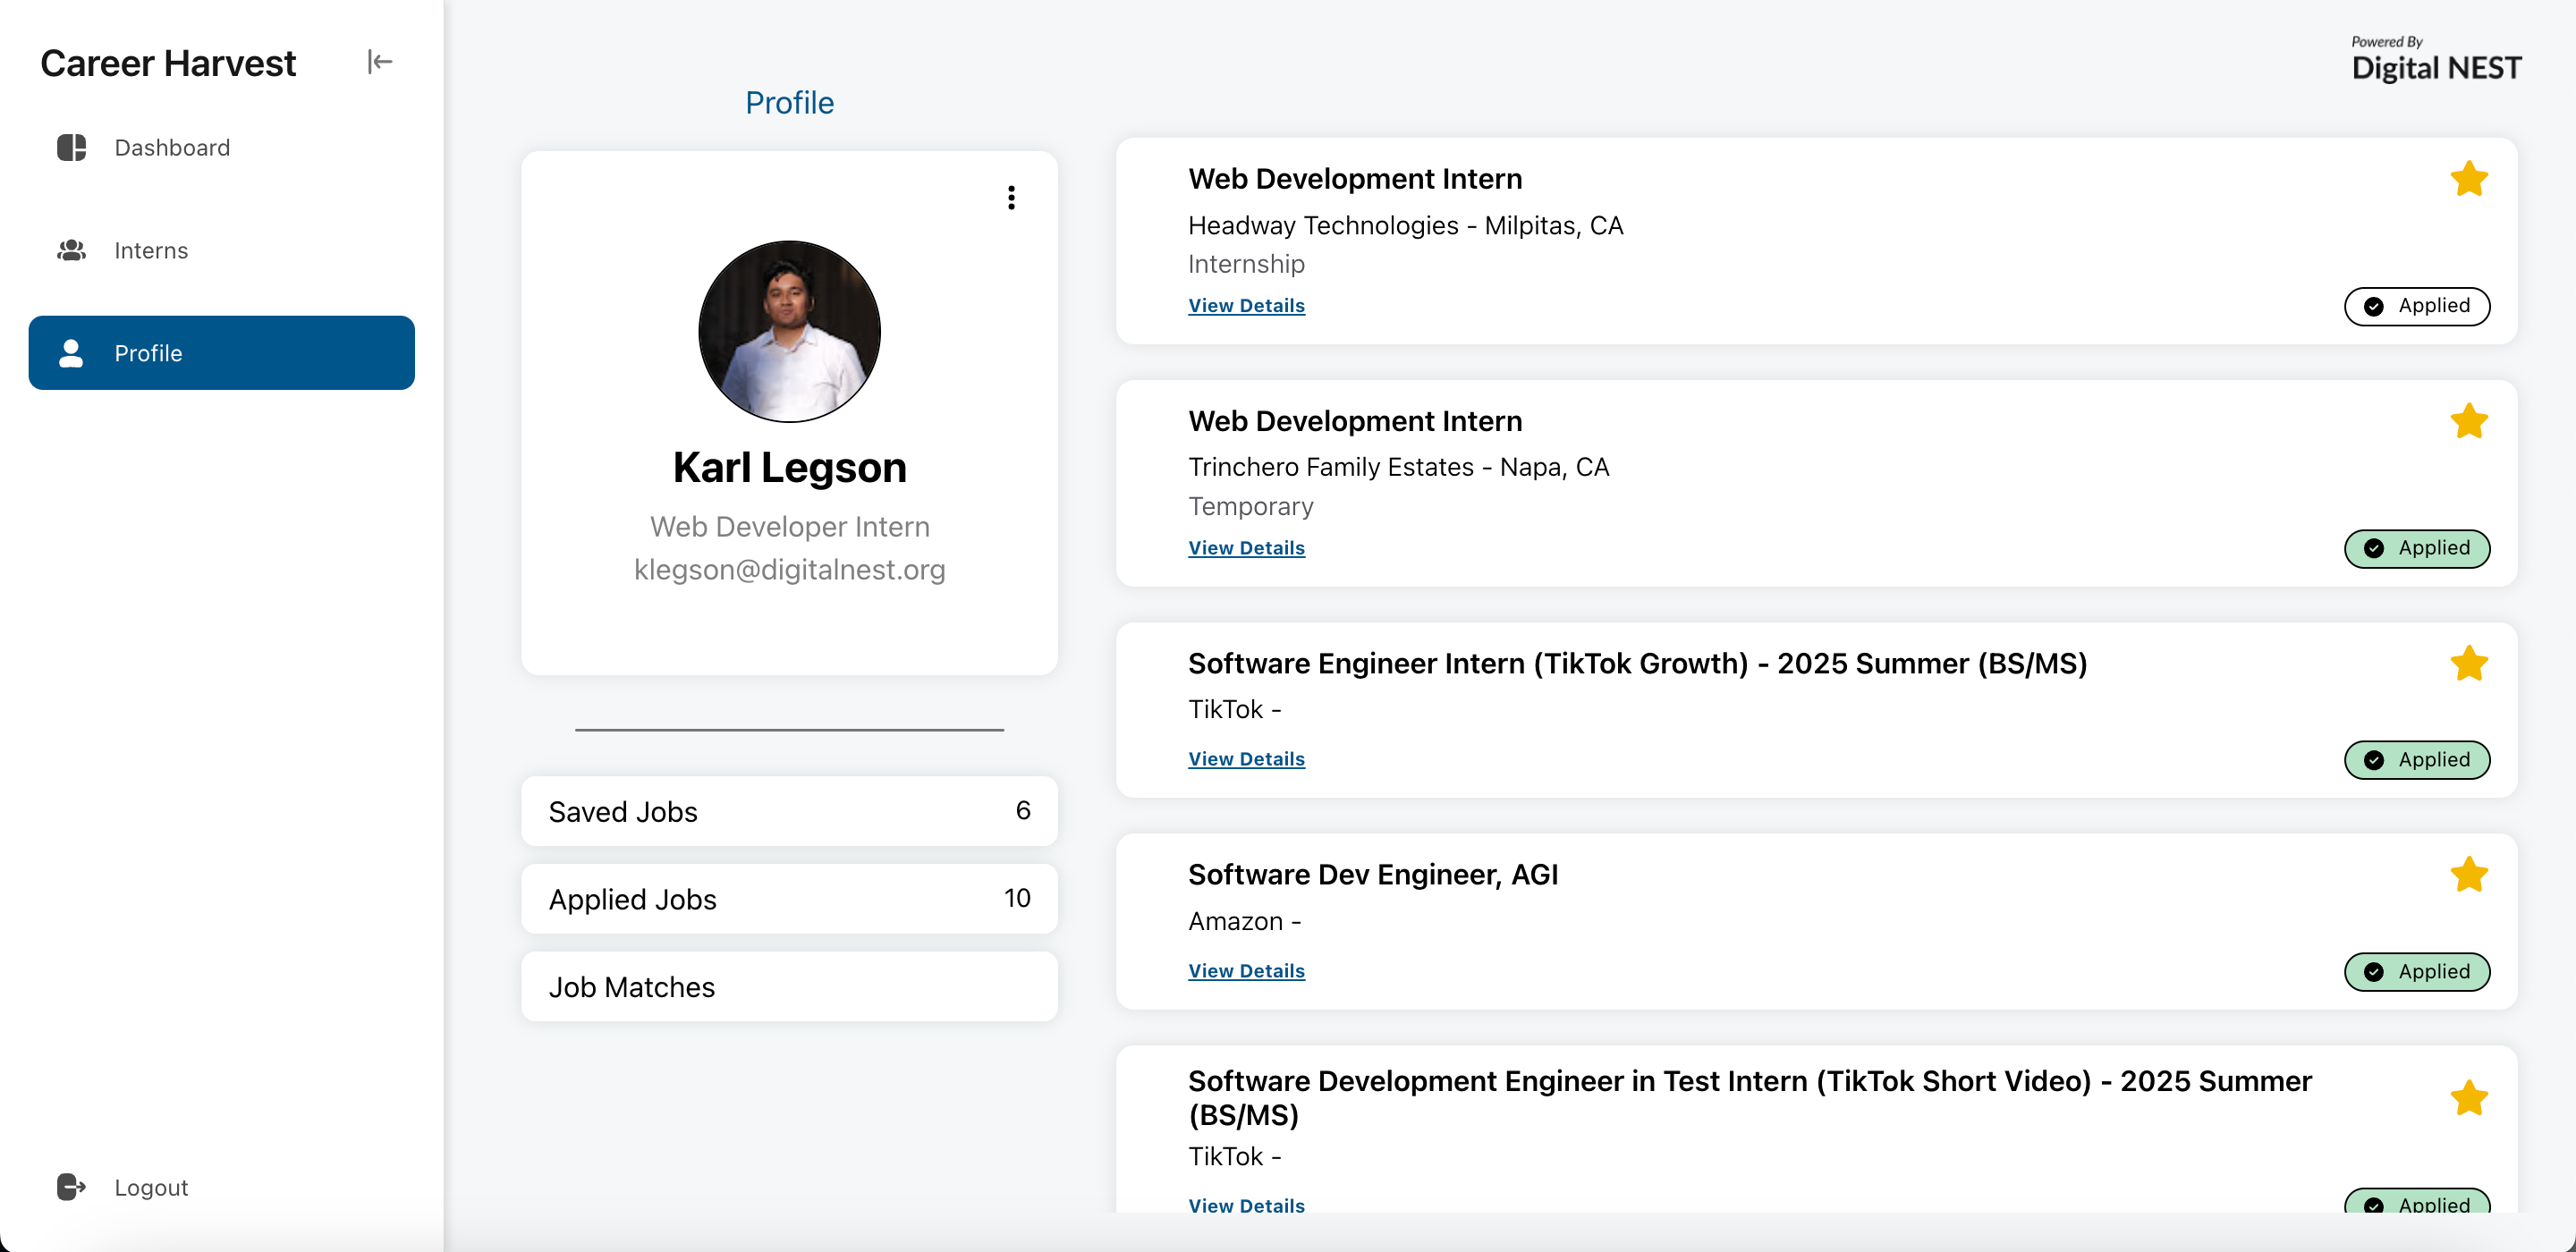 Career Harvest
Dashboard
Interns
Profile
Logout
Powered By
Digital NEST
Profile
Karl Legson
Web Developer Intern
klegson@digitalnest.org
Saved Jobs 6
Applied Jobs 10
Job Matches
Web Development Intern
Headway Technologies - Milpitas, CA
Internship
View Details
Applied
Web Development Intern
Trinchero Family Estates - Napa, CA
Temporary
View Details
Applied
Software Engineer Intern (TikTok Growth) - 2025 Summer (BS/MS)
TikTok -
View Details
Applied
Software Dev Engineer, AGI
Amazon -
View Details
Applied
Software Development Engineer in Test Intern (TikTok Short Video) - 2025 Summer
(BS/MS)
TikTok -
View Details
Applied